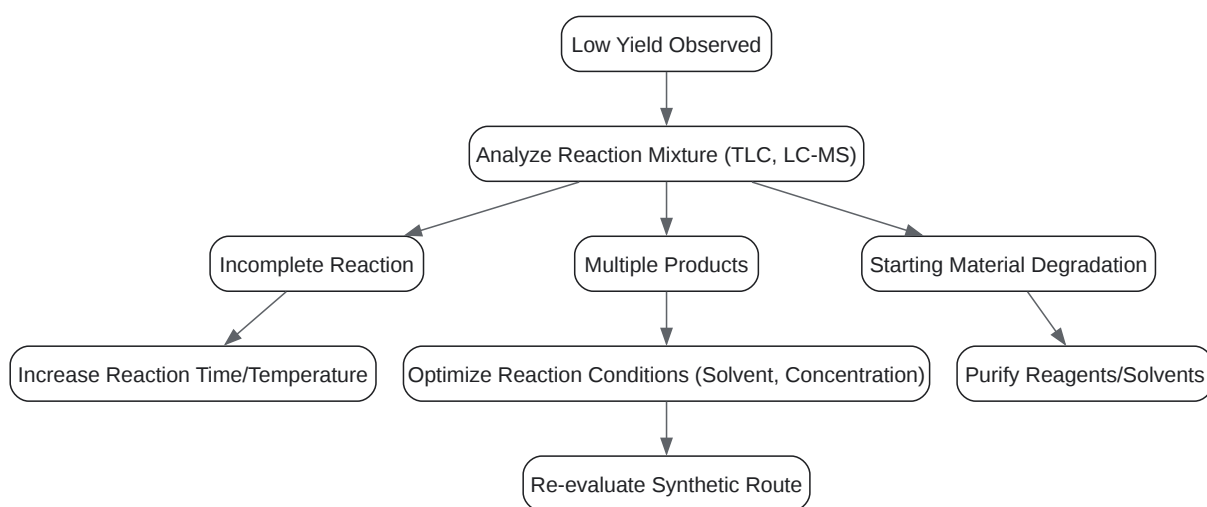 Low Yield Observed
Analyze Reaction Mixture (TLC, LC-MS)
Incomplete Reaction
Multiple Products
Starting Material Degradation
Increase Reaction Time/Temperature
Optimize Reaction Conditions (Solvent, Concentration)
Purify Reagents/Solvents
Re-evaluate Synthetic Route